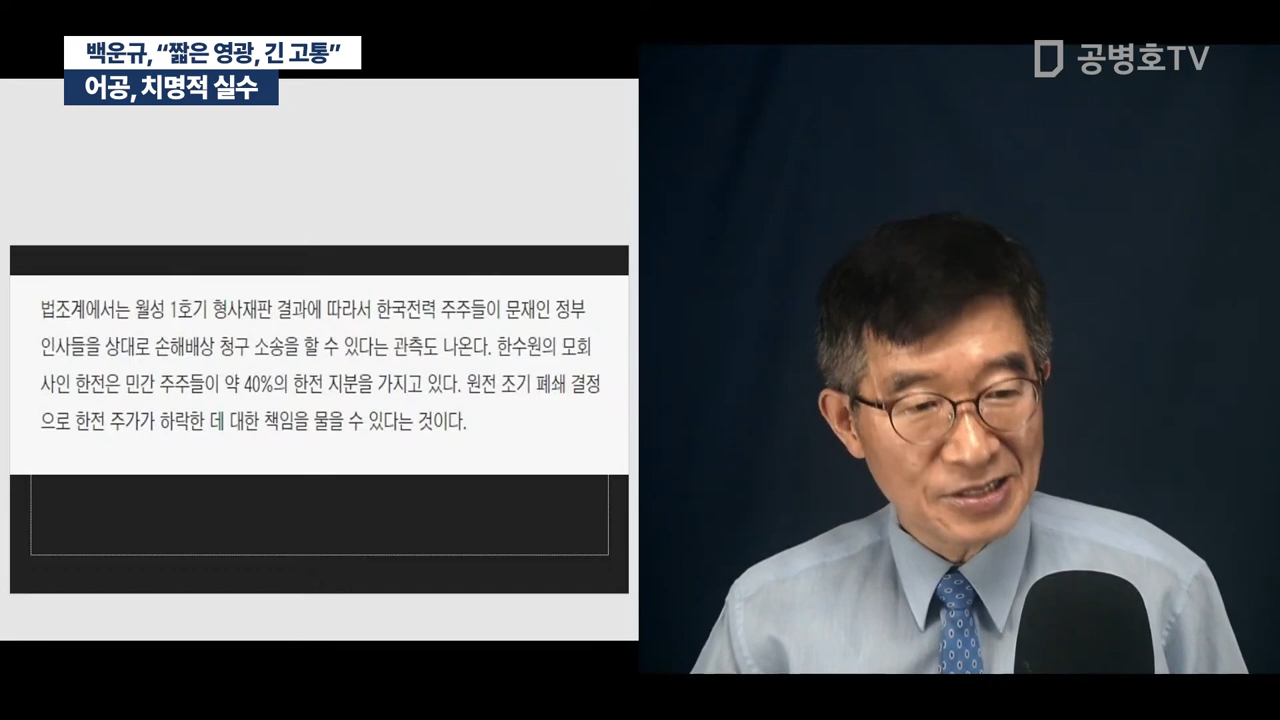 백운규, “짧은 영광, 긴 고통”
어공, 치명적 실수
공병호TV
법조계에서는 월성 1호기 형사재판 결과에 따라서 한국전력 주주들이 문재인 정부
인사들을 상대로 손해배상 청구 소송을 할 수 있다는 관측도 나온다. 한수원의 모회
사인 한전은 민간 주주들이 약 40%의 한전 지분을 가지고 있다. 원전 조기 폐쇄 결정
으로 한전 주가가 하락한 데 대한 책임을 물을 수 있다는 것이다.